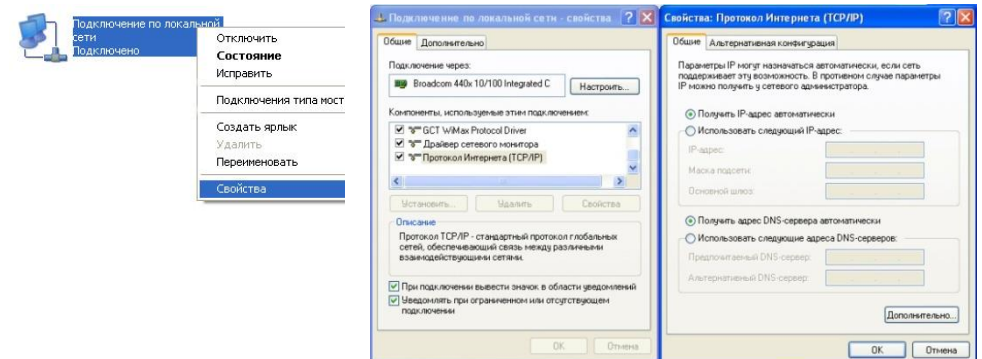 Подключение по локальной
сети
Подключено
Отключить
Состояние
Исправить
Подключения типа мост
Создать ярлык
Удалить
Переименовать
Свойства
Подключение по локальной сети - свойства
Общие
Дополнительно
Подключение через:
Broadcom 440x 10/100 Integrated C
Настроить...
Компоненты, используемые этим подключением:
GCT WiMax Protocol Driver
Драйвер сетевого монитора
Протокол Интернета (TCP/IP)
Установить...
Удалить
Свойства
Описание
Протокол TCP/IP - стандартный протокол глобальных
сетей, обеспечивающий связь между различными
взаимодействующими сетями.
При подключении вывести значок в области уведомлений
Уведомлять при ограниченном или отсутствующем
подключении
ОК
Отмена
Свойства: Протокол Интернета (TCP/IP)
Общие
Альтернативная конфигурация
Параметры IP могут назначаться автоматически, если сеть
поддерживает эту возможность. В противном случае параметры
IP можно получить у сетевого администратора.
Получить IP-адрес автоматически
Использовать следующий IP-адрес:
IP-адрес:
Маска подсети:
Основной шлюз:
Получить адрес DNS-сервера автоматически
Использовать следующие адреса DNS-серверов:
Предпочитаемый DNS-сервер:
Альтернативный DNS-сервер:
Дополнительно...
ОК
Отмена